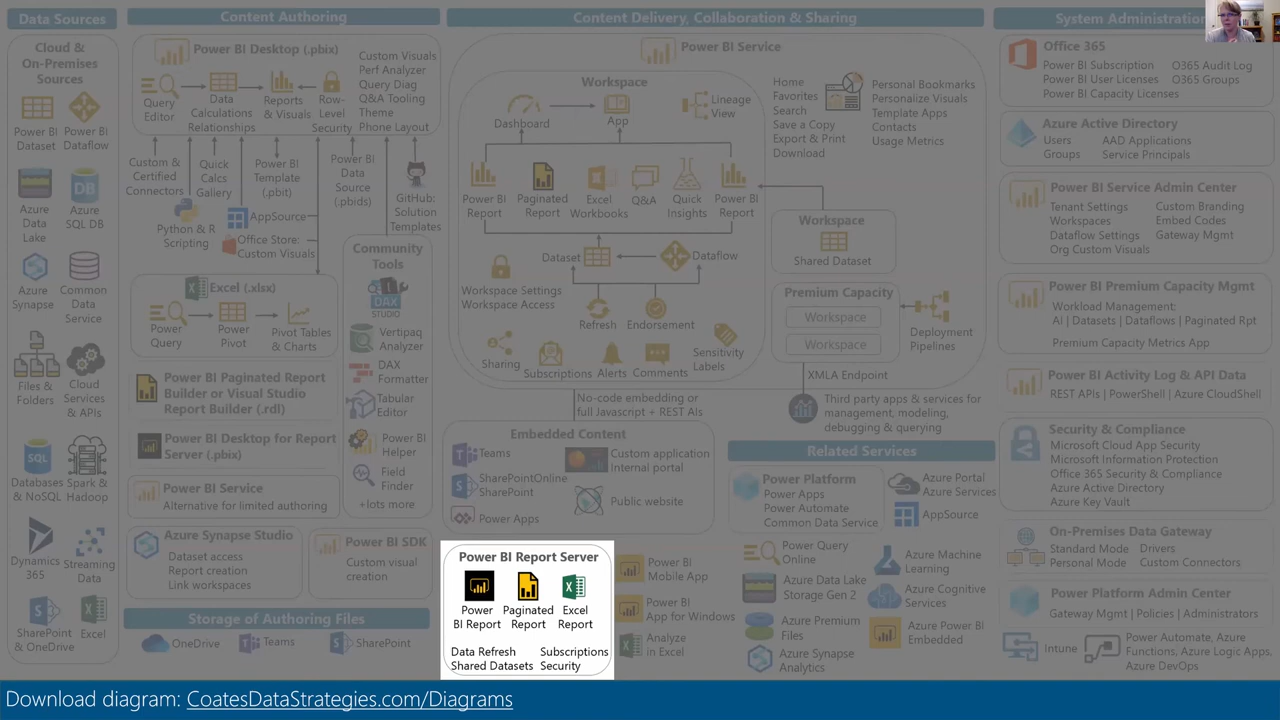 Data Sources
Cloud &
On-Premises
Sources
Power BI
Dataset
Power BI
Dataflow
Azure
Data
Lake
Azure
SQL DB
Azure
Synapse
Common
Data
Service
Files &
Folders
Cloud
Services
& APIs
Databases
& NoSQL
Spark &
Hadoop
Dynamics
365
Streaming
Data
SharePoint
& OneDrive
Excel
Content Authoring
Power BI Desktop (.pbix)
Query
Editor
Data
Calculations
Relationships
Reports
& Visuals
Row-
Level
Security
Custom Visuals
Perf Analyzer
Query Diag
Q&A Tooling
Theme
Phone Layout
Custom &
Certified
Connectors
Quick
Calcs
Gallery
Power BI
Template
(.pbit)
Power BI
Data
Source
(.pbids)
GitHub:
Solution
Templates
Python & R
Scripting
AppSource
Office Store:
Custom Visuals
Excel (.xlsx)
Power
Query
Power
Pivot
Pivot Tables
& Charts
Power BI Paginated Report
Builder or Visual Studio
Report Builder (.rdl)
Power BI Desktop for Report
Server (.pbix)
Power BI Service
Alternative for limited authoring
Community
Tools
DAX
STUDIO
Vertipaq
Analyzer
DAX
Formatter
Tabular
Editor
Power BI
Helper
Field
Finder
+lots more
Azure Synapse Studio
Dataset access
Report creation
Link workspaces
Power BI SDK
Custom visual
creation
Storage of Authoring Files
OneDrive
Teams
SharePoint
Content Delivery, Collaboration & Sharing
Power BI Service
Workspace
Dashboard
App
Lineage
View
Power BI
Report
Paginated
Report
Excel
Workbooks
Q&A
Quick
Insights
Power BI
Report
Dataset
Dataflow
Workspace Settings
Workspace Access
Refresh
Endorsement
Sharing
Subscriptions
Alerts
Comments
Sensitivity
Labels
Home
Favorites
Search
Save a Copy
Export & Print
Download
Personal Bookmarks
Personalize Visuals
Template Apps
Contacts
Usage Metrics
Workspace
Shared Dataset
Premium Capacity
Workspace
Workspace
Deployment
Pipelines
XMLA Endpoint
No-code embedding or
full Javascript + REST AIs
Third party apps & services for
management, modeling,
debugging & querying
Embedded Content
Teams
SharePointOnline
SharePoint
Power Apps
Custom application
Internal portal
Public website
Power BI Report Server
Power
BI Report
Paginated
Report
Excel
Report
Data Refresh
Shared Datasets
Subscriptions
Security
Power BI
Mobile App
Power BI
App for Windows
Analyze
in Excel
Related Services
Power Platform
Power Apps
Power Automate
Common Data Service
Azure Portal
Azure Services
AppSource
Power Query
Online
Azure Data Lake
Storage Gen 2
Azure Premium
Files
Azure Synapse
Analytics
Azure Machine
Learning
Azure Cognitive
Services
Azure Power BI
Embedded
System Administration
Office 365
Power BI Subscription
Power BI User Licenses
Power BI Capacity Licenses
O365 Audit Log
O365 Groups
Azure Active Directory
Users
Groups
AAD Applications
Service Principals
Power BI Service Admin Center
Tenant Settings
Workspaces
Dataflow Settings
Org Custom Visuals
Custom Branding
Embed Codes
Gateway Mgmt
Power BI Premium Capacity Mgmt
Workload Management:
AI | Datasets | Dataflows | Paginated Rpt
Premium Capacity Metrics App
Power BI Activity Log & API Data
REST APIs | PowerShell | Azure CloudShell
Security & Compliance
Microsoft Cloud App Security
Microsoft Information Protection
Office 365 Security & Compliance
Azure Active Directory
Azure Key Vault
On-Premises Data Gateway
Standard Mode
Personal Mode
Drivers
Custom Connectors
Power Platform Admin Center
Gateway Mgmt | Policies | Administrators
Intune
Power Automate, Azure
Functions, Azure Logic Apps,
Azure DevOps
Download diagram: CoatesDataStrategies.com/Diagrams